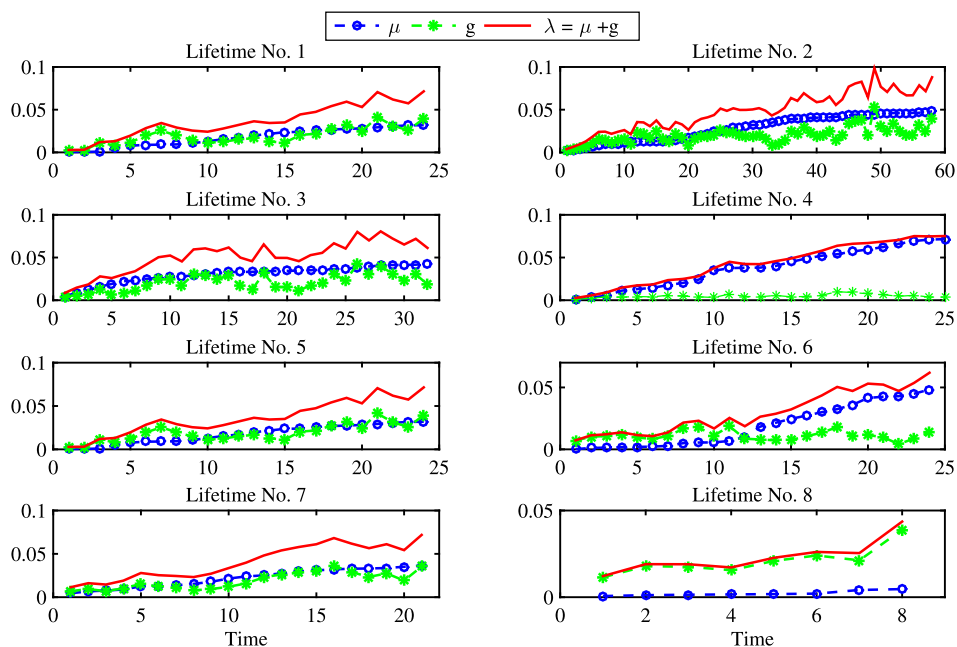 μ g λ = μ +g
Lifetime No. 1
0.1
0.05
0
0 5 10 15 20 25
Lifetime No. 2
0.1
0.05
0
0 10 20 30 40 50 60
Lifetime No. 3
0.1
0.05
0
0 5 10 15 20 25 30
Lifetime No. 4
0.1
0.05
0
0 5 10 15 20 25
Lifetime No. 5
0.1
0.05
0
0 5 10 15 20 25
Lifetime No. 6
0.05
0
0 5 10 15 20 25
Lifetime No. 7
0.1
0.05
0
0 5 10 15 20
Time
Lifetime No. 8
0.05
0
0 2 4 6 8
Time